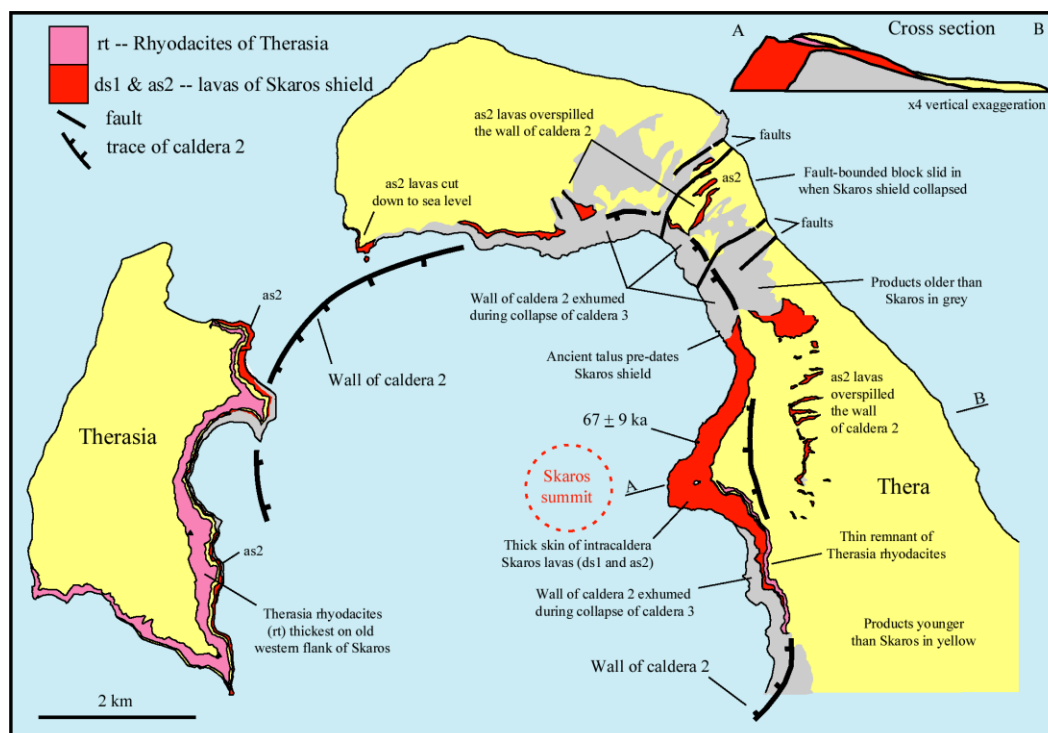 rt -- Rhyodacites of Therasia
ds1 & as2 -- lavas of Skaros shield
fault
trace of caldera 2
A
Cross section
B
x4 vertical exaggeration
as2 lavas overspilled
the wall of caldera 2
faults
as2
Fault-bounded block slid in
when Skaros shield collapsed
as2 lavas cut
down to sea level
faults
Products older than
Skaros in grey
Wall of caldera 2 exhumed
during collapse of caldera 3
as2
Wall of caldera 2
Ancient talus pre-dates
Skaros shield
as2 lavas
overspilled
the wall
of caldera 2
B
67 ± 9 ka
Therasia
Skaros
summit
A
Thera
Thick skin of intracaldera
Skaros lavas (ds1 and as2)
Thin remnant of
Therasia rhyodacites
as2
Wall of caldera 2 exhumed
during collapse of caldera 3
Therasia rhyodacites
(rt) thickest on old
western flank of Skaros
Products younger
than Skaros in yellow
Wall of caldera 2
2 km